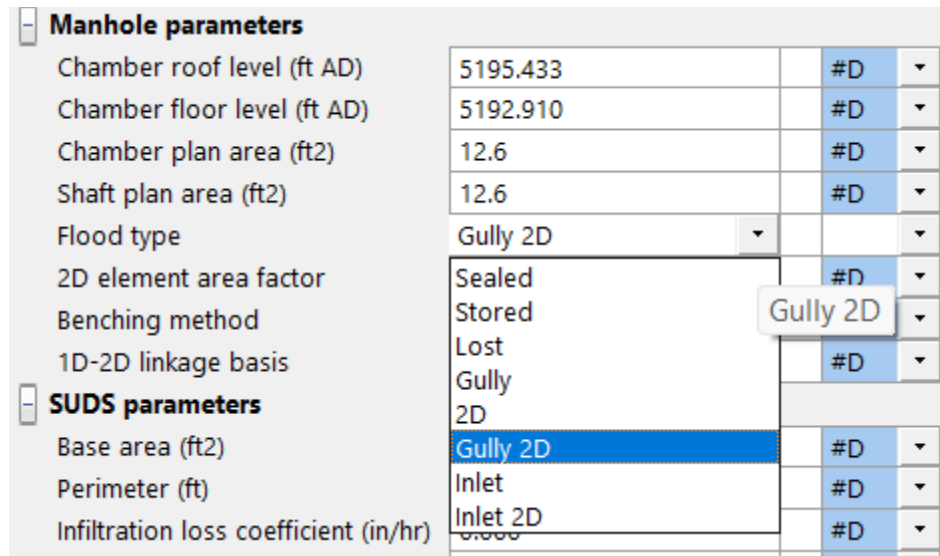 Manhole parameters
Chamber roof level (ft AD) 5195.433 #D
Chamber floor level (ft AD) 5192.910 #D
Chamber plan area (ft2) 12.6 #D
Shaft plan area (ft2) 12.6 #D
Flood type Gully 2D
2D element area factor Sealed #D
Benching method Stored Gully 2D
1D-2D linkage basis Lost #D
Gully
SUDS parameters 2D
Base area (ft2) Gully 2D #D
Perimeter (ft) Inlet #D
Infiltration loss coefficient (in/hr) Inlet 2D #D